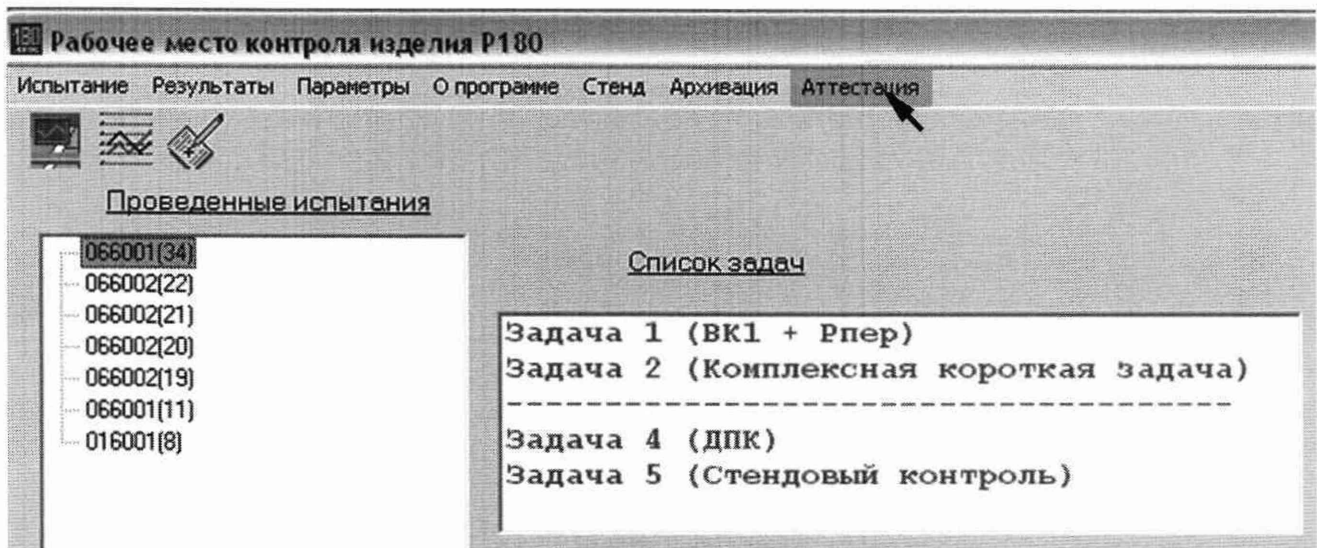 Рабочее место контроля изделия Р180
Испытание Результаты Параметры О программе Стенд Архивация Аттестация
Проведенные испытания
066001(34)
066002(22)
066002(21)
066002(20)
066002(19)
066001(11)
016001(8)
Список задач
Задача 1 (ВК1 + Рпер)
Задача 2 (Комплексная короткая задача)
----------------------------------------
Задача 4 (ДПК)
Задача 5 (Стендовый контроль)